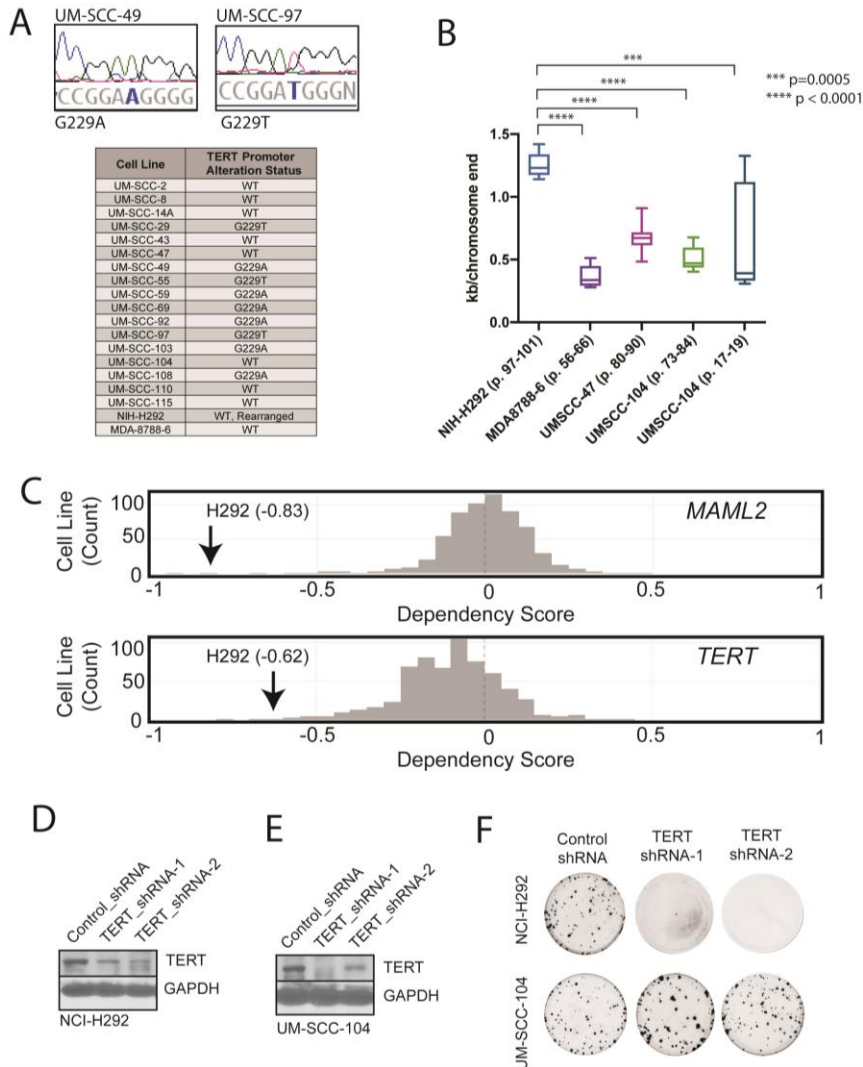 A
UM-SCC-49
UM-SCC-97
CCGGAAGGGG
CCGGATGGGN
G229A
G229T
Cell Line TERT Promoter Alteration Status
UM-SCC-2 WT
UM-SCC-8 WT
UM-SCC-14A WT
UM-SCC-29 G229T
UM-SCC-43 WT
UM-SCC-47 WT
UM-SCC-49 G229A
UM-SCC-55 G229T
UM-SCC-59 G229A
UM-SCC-69 G229A
UM-SCC-92 G229A
UM-SCC-97 G229T
UM-SCC-103 G229A
UM-SCC-104 WT
UM-SCC-108 G229A
UM-SCC-110 WT
UM-SCC-115 WT
NIH-H292 WT, Rearranged
MDA-8788-6 WT
B
***
****
****
****
*** p=0.0005
**** p < 0.0001
kb/chromosome end
1.5
1.0
0.5
0.0
NIH-H292 (p. 97-101)
MDA8788-6 (p. 56-66)
UMSCC-47 (p. 80-90)
UMSCC-104 (p. 73-84)
UMSCC-104 (p. 17-19)
C
Cell Line
(Count)
100
50
0
H292 (-0.83)
MAML2
-1 -0.5 0 0.5 1
Dependency Score
Cell Line
(Count)
100
50
0
H292 (-0.62)
TERT
-1 -0.5 0 0.5 1
Dependency Score
D
Control_shRNA
TERT_shRNA-1
TERT_shRNA-2
TERT
GAPDH
NCI-H292
E
Control_shRNA
TERT_shRNA-1
TERT_shRNA-2
TERT
GAPDH
UM-SCC-104
F
Control
shRNA
TERT
shRNA-1
TERT
shRNA-2
NCI-H292
UM-SCC-104